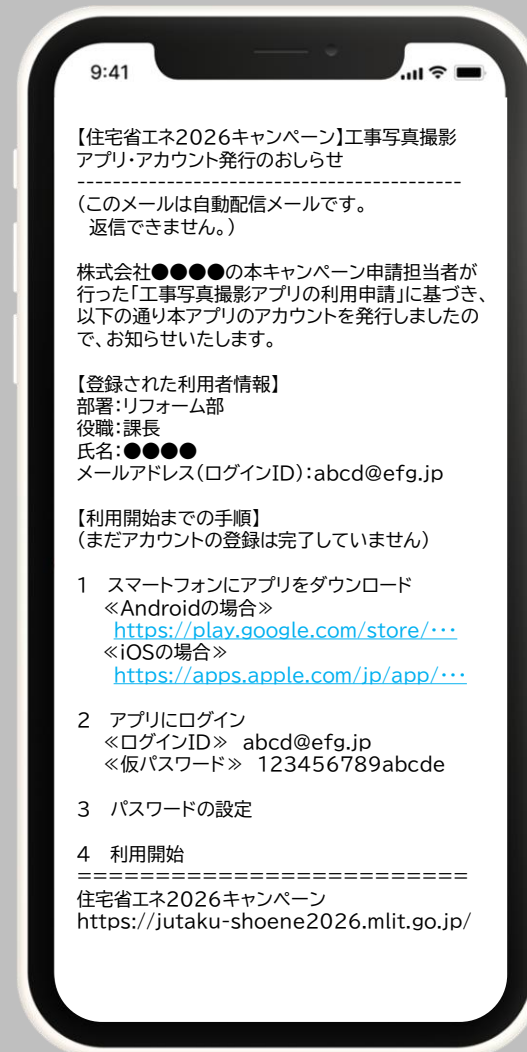 9:41
【住宅省エネ2026キャンペーン】工事写真撮影
アプリ・アカウント発行のおしらせ
-------------------------------------------
(このメールは自動配信メールです。
返信できません。)
株式会社●●●●の本キャンペーン申請担当者が
行った「工事写真撮影アプリの利用申請」に基づき、
以下の通り本アプリのアカウントを発行しましたの
で、お知らせいたします。
【登録された利用者情報】
部署:リフォーム部
役職:課長
氏名:●●●●
メールアドレス(ログインID):abcd@efg.jp
【利用開始までの手順】
(まだアカウントの登録は完了していません)
1 スマートフォンにアプリをダウンロード
≪Androidの場合≫
https://play.google.com/store/・・・
≪iOSの場合≫
https://apps.apple.com/jp/app/・・・
2 アプリにログイン
≪ログインID≫ abcd@efg.jp
≪仮パスワード≫ 123456789abcde
3 パスワードの設定
4 利用開始
==========================
住宅省エネ2026キャンペーン
https://jutaku-shoene2026.mlit.go.jp/